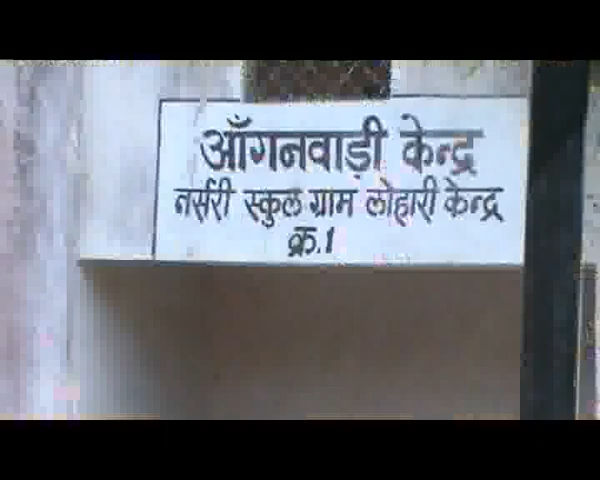 आँगनवाड़ी केन्द्र
नर्सरी स्कुल ग्राम लोहारी केन्द्र
क्र.1